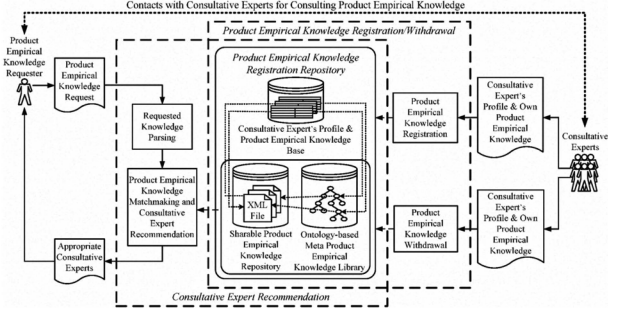 Contacts with Consultative Experts for Consulting Product Empirical Knowledge
Product Empirical Knowledge Registration/Withdrawal
Product
Empirical
Knowledge
Requester
Product
Empirical
Knowledge
Request
Requested
Knowledge
Parsing
Product Empirical
Knowledge
Matchmaking and
Consultative
Expert
Recommendation
Appropriate
Consultative
Experts
Product Empirical Knowledge
Registration Repository
Consultative Expert's Profile &
Product Empirical Knowledge
Base
XML
File
Sharable Product
Empirical
Knowledge
Repository
Ontology-based
Meta Product
Empirical
Knowledge Library
Product
Empirical
Knowledge
Registration
Product
Empirical
Knowledge
Withdrawal
Consultative
Expert's
Profile & Own
Product
Empirical
Knowledge
Consultative
Expert's
Profile & Own
Product
Empirical
Knowledge
Consultative
Experts
Consultative Expert Recommendation